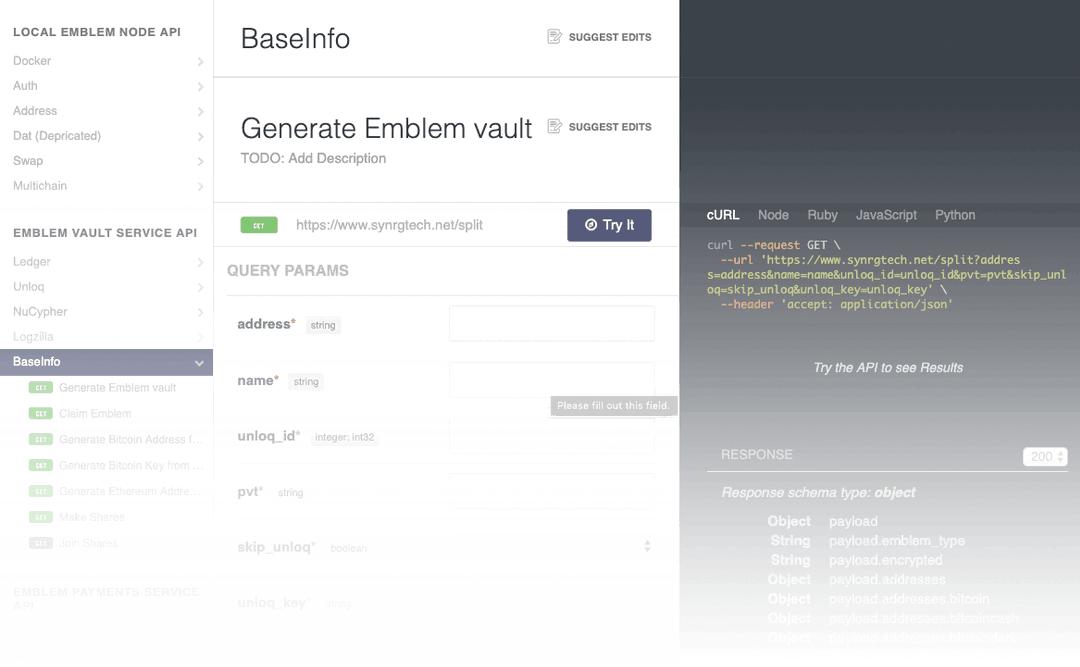 LOCAL EMBLEM NODE API
Docker
Auth
Address
Dat (Depricated)
Swap
Multichain
EMBLEM VAULT SERVICE API
Ledger
Unloq
NuCypher
Logzilla
BaseInfo
GET Generate Emblem vault
GET Claim Emblem
GET Generate Bitcoin Address f...
GET Generate Bitcoin Key from ...
GET Generate Ethereum Addre...
GET Make Shares
GET Join Shares
EMBLEM PAYMENTS SERVICE
API
BaseInfo
SUGGEST EDITS
Generate Emblem vault
SUGGEST EDITS
TODO: Add Description
GET https://www.synrgtech.net/split
Try It
QUERY PARAMS
address* string
name* string
Please fill out this field.
unloq_id* integer: int32
pvt* string
skip_unloq* boolean
unloq_key* string
cURL Node Ruby JavaScript Python
curl --request GET \
--url 'https://www.synrgtech.net/split?addres
s=address&name=name&unloq_id=unloq_id&pvt=pvt&skip_unl
oq=skip_unloq&unloq_key=unloq_key' \
--header 'accept: application/json'
Try the API to see Results
RESPONSE
200
Response schema type: object
Object payload
String payload.emblem_type
String payload.encrypted
Object payload.addresses
Object payload.addresses.bitcoin
Object payload.addresses.bitcoincash